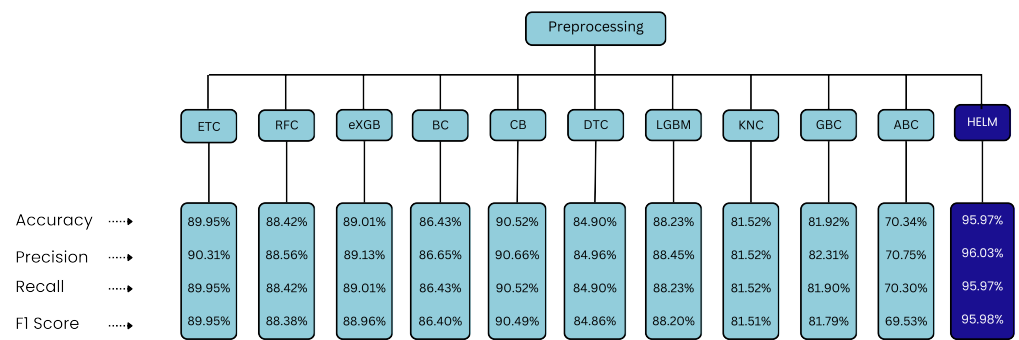 Preprocessing
ETC RFC eXGB BC CB DTC LGBM KNC GBC ABC HELM
Accuracy 89.95% 88.42% 89.01% 86.43% 90.52% 84.90% 88.23% 81.52% 81.92% 70.34% 95.97%
Precision 90.31% 88.56% 89.13% 86.65% 90.66% 84.96% 88.45% 81.52% 82.31% 70.75% 96.03%
Recall 89.95% 88.42% 89.01% 86.43% 90.52% 84.90% 88.23% 81.52% 81.90% 70.30% 95.97%
F1 Score 89.95% 88.38% 88.96% 86.40% 90.49% 84.86% 88.20% 81.51% 81.79% 69.53% 95.98%